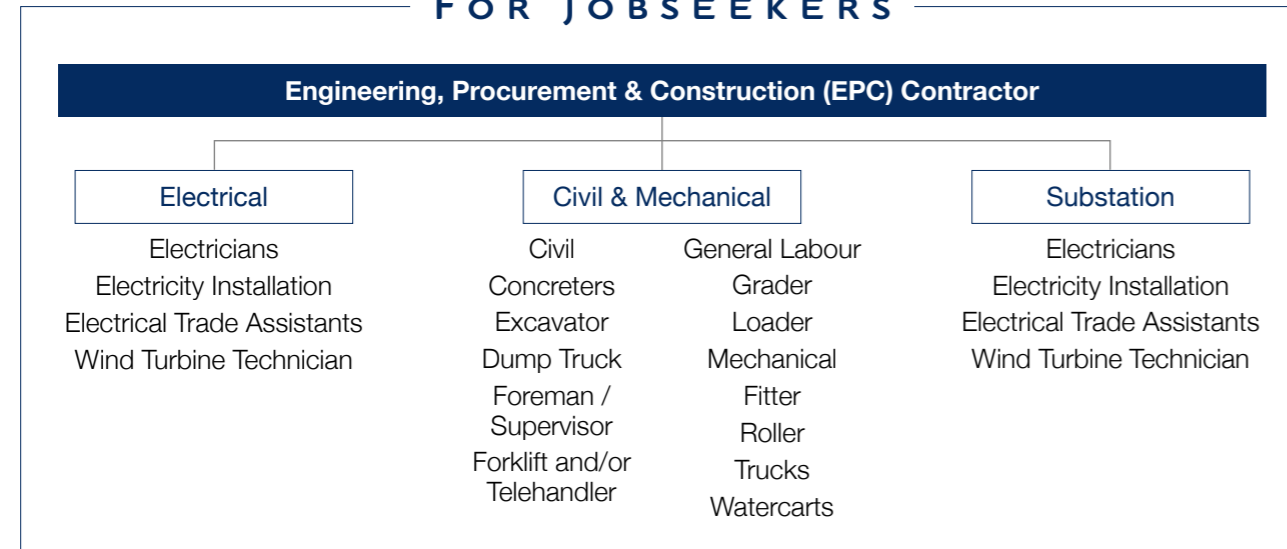 FOR JOBSEEKERS
Engineering, Procurement & Construction (EPC) Contractor
Electrical
Electricians
Electricity Installation
Electrical Trade Assistants
Wind Turbine Technician
Civil & Mechanical
Civil
Concreters
Excavator
Dump Truck
Foreman /
Supervisor
Forklift and/or
Telehandler
General Labour
Grader
Loader
Mechanical
Fitter
Roller
Trucks
Watercarts
Substation
Electricians
Electricity Installation
Electrical Trade Assistants
Wind Turbine Technician